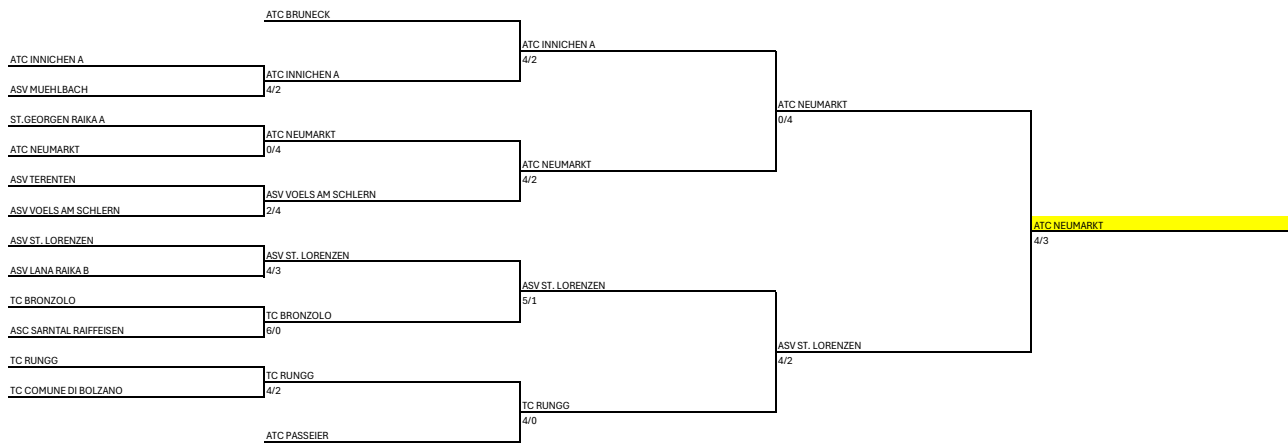 ATC BRUNECK
ATC INNICHEN A
4/2
ATC INNICHEN A
ATC INNICHEN A
4/2
ASV MUEHLBACH
ATC NEUMARKT
0/4
ST.GEORGEN RAIKA A
ATC NEUMARKT
0/4
ATC NEUMARKT
ATC NEUMARKT
4/2
ASV TERENTEN
ASV VOELS AM SCHLERN
2/4
ASV VOELS AM SCHLERN
ATC NEUMARKT
4/3
ASV ST. LORENZEN
ASV ST. LORENZEN
4/3
ASV LANA RAIKA B
ASV ST. LORENZEN
5/1
TC BRONZOLO
TC BRONZOLO
6/0
ASC SARNTAL RAIFFEISEN
ASV ST. LORENZEN
4/2
TC RUNGG
TC RUNGG
4/2
TC COMUNE DI BOLZANO
TC RUNGG
4/0
ATC PASSEIER